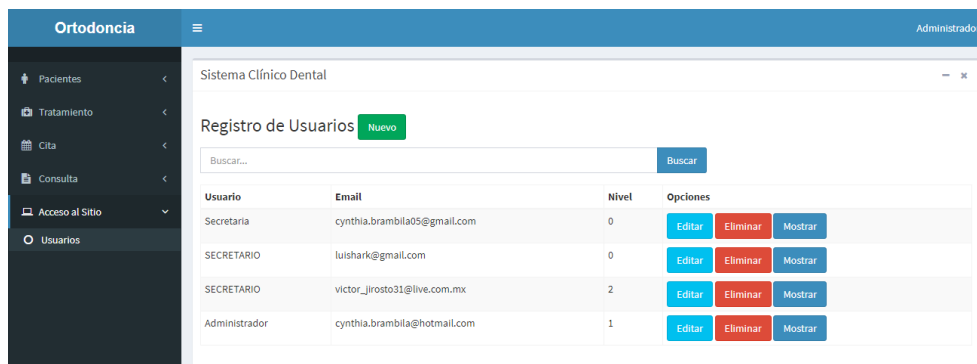 Ortodoncia
Administrado
Pacientes
Tratamiento
Cita
Consulta
Acceso al Sitio
Usuarios
Sistema Clínico Dental
Registro de Usuarios Nuevo
Buscar... Buscar
Usuario Email Nivel Opciones
Secretaria cynthia.brambila05@gmail.com 0 Editar Eliminar Mostrar
SECRETARIO luishark@gmail.com 0 Editar Eliminar Mostrar
SECRETARIO victor_jirosto31@live.com.mx 2 Editar Eliminar Mostrar
Administrador cynthia.brambila@hotmail.com 1 Editar Eliminar Mostrar